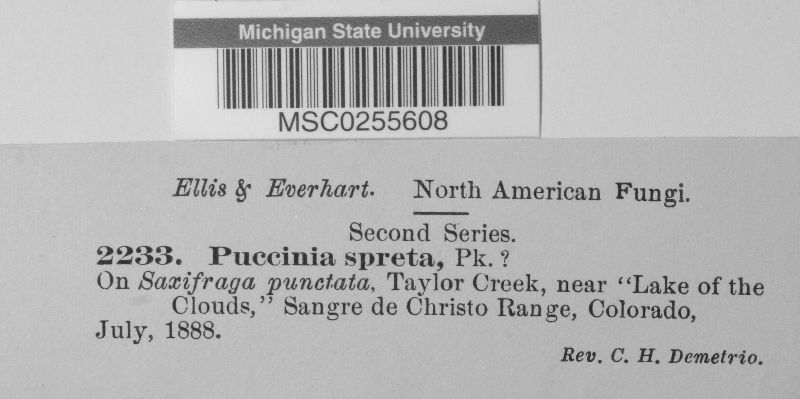 Michigan State University
MSC0255608
Ellis & Everhart. North American Fungi.
Second Series.
2233. Puccinia spreta, Pk. ?
On Saxifraga punctata, Taylor Creek, near “Lake of the
Clouds,” Sangre de Christo Range, Colorado,
July, 1888.
Rev. C. H. Demetrio.